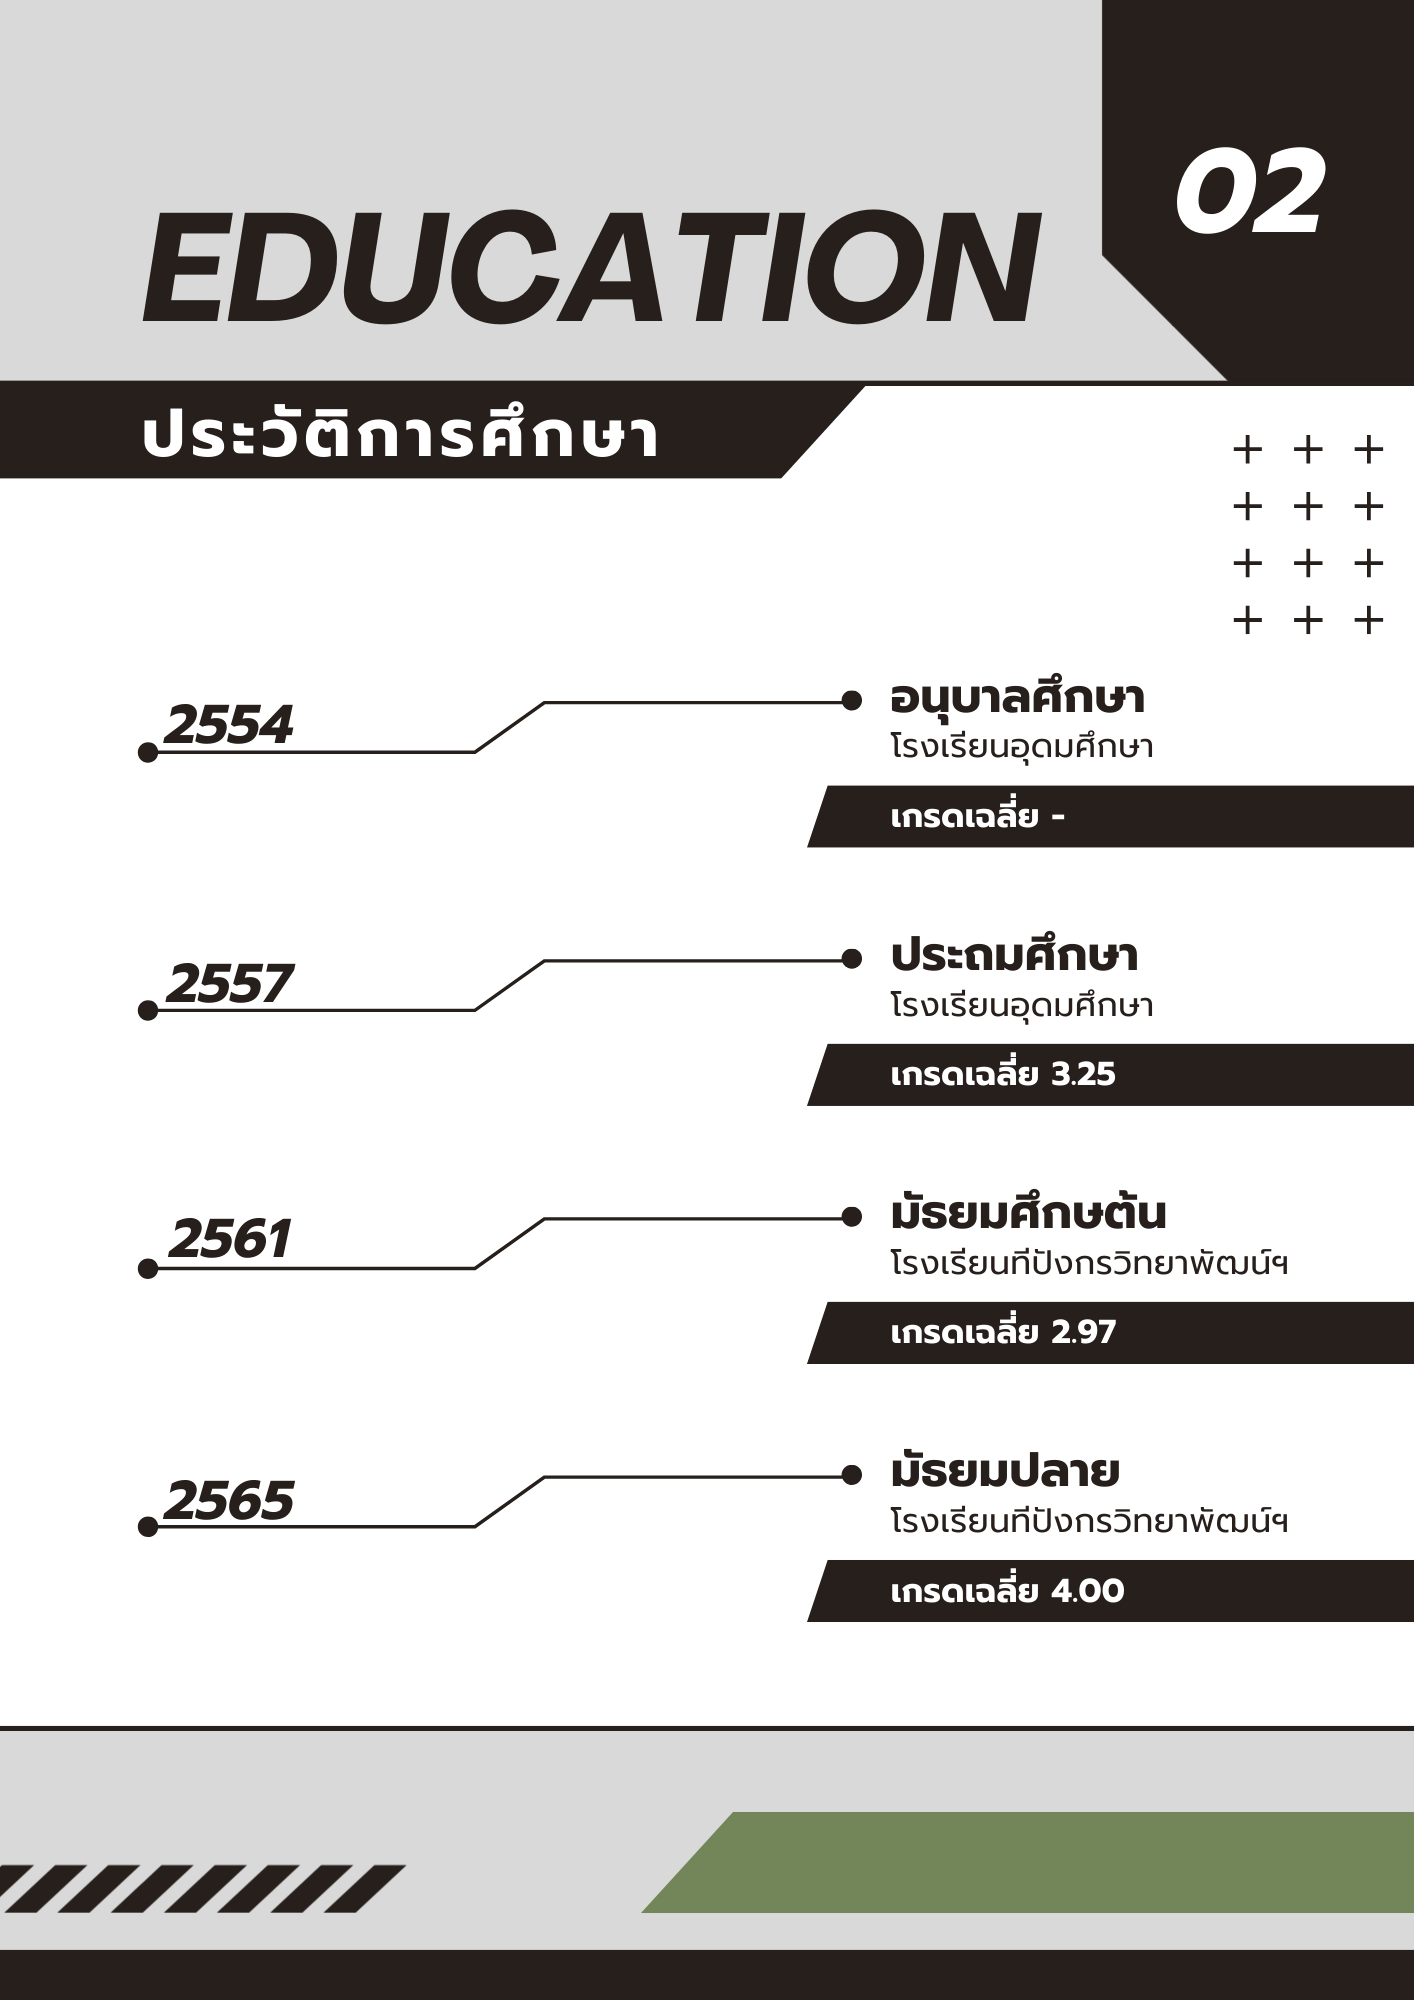 02
EDUCATION
ประวัติการศึกษา
2554
อนุบาลศึกษา
โรงเรียนอุดมศึกษา
เกรดเฉลี่ย -
2557
ประถมศึกษา
โรงเรียนอุดมศึกษา
เกรดเฉลี่ย 3.25
2561
มัธยมศึกษต้น
โรงเรียนทีปังกรวิทยาพัฒน์ฯ
เกรดเฉลี่ย 2.97
2565
มัธยมปลาย
โรงเรียนทีปังกรวิทยาพัฒน์ฯ
เกรดเฉลี่ย 4.00